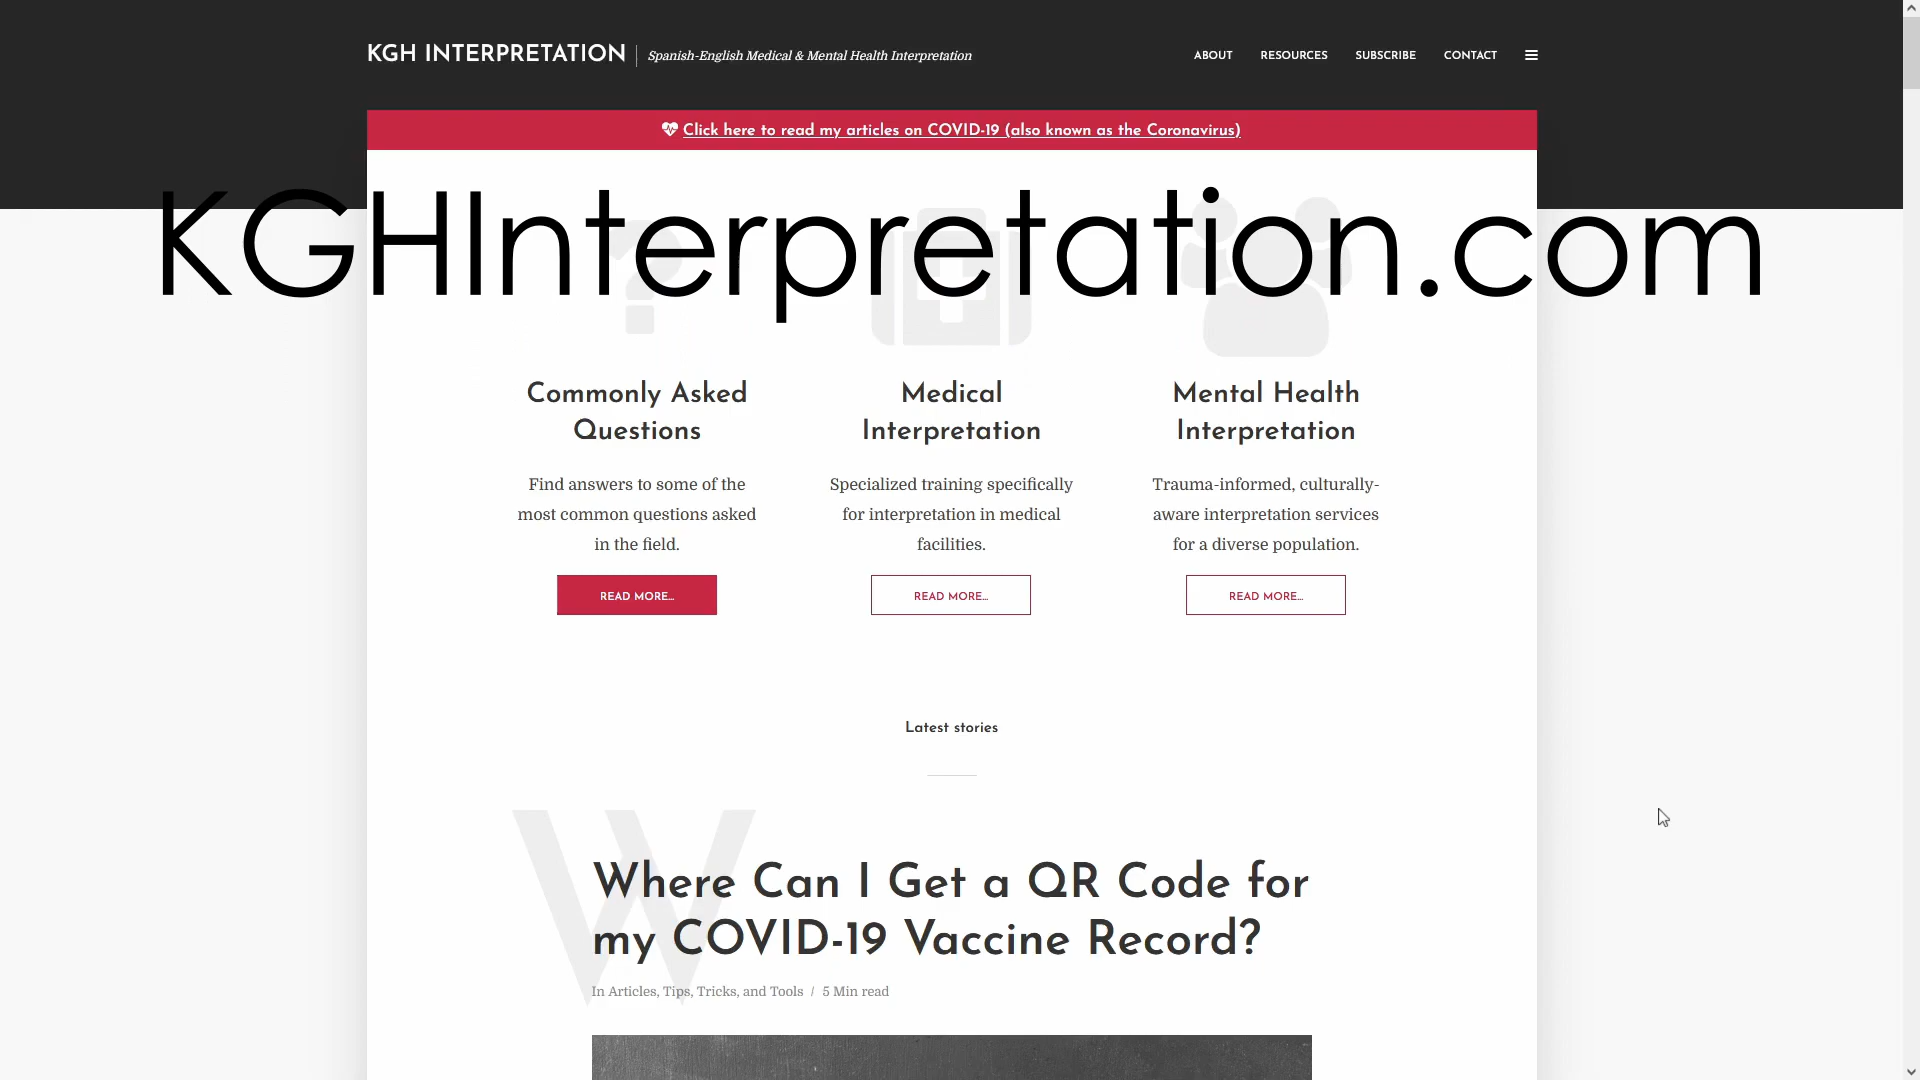 KGH INTERPRETATION
Spanish-English Medical & Mental Health Interpretation
ABOUT
RESOURCES
SUBSCRIBE
CONTACT
Click here to read my articles on COVID-19 (also known as the Coronavirus)
KGHInterpretation.com
Commonly Asked
Questions
Find answers to some of the
most common questions asked
in the field.
READ MORE...
Medical
Interpretation
Specialized training specifically
for interpretation in medical
facilities.
READ MORE...
Mental Health
Interpretation
Trauma-informed, culturally-
aware interpretation services
for a diverse population.
READ MORE...
Latest stories
W
Where Can I Get a QR Code for
my COVID-19 Vaccine Record?
In Articles, Tips, Tricks, and Tools / 5 Min read